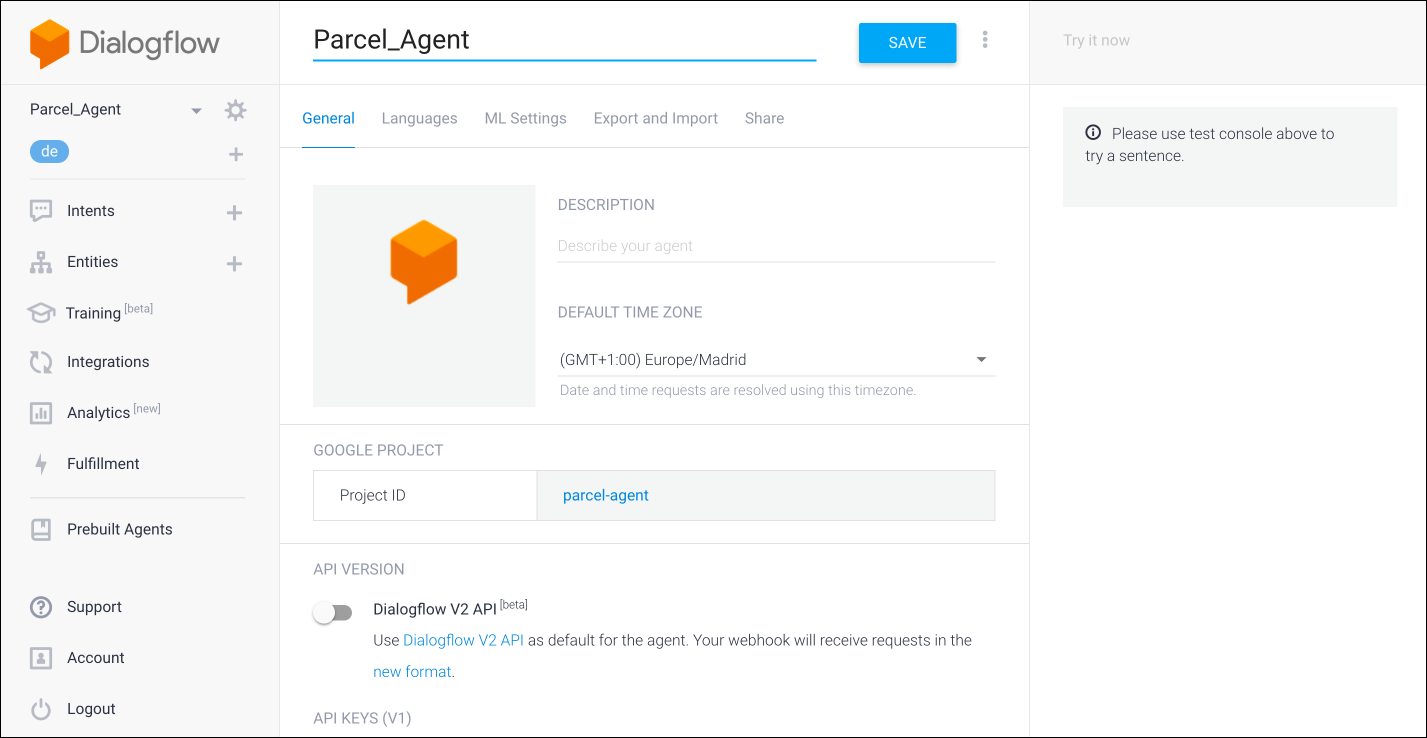 Dialogflow
Parcel_Agent
de
Intents
Entities
Training [beta]
Integrations
Analytics [new]
Fulfillment
Prebuilt Agents
Support
Account
Logout
Parcel_Agent
SAVE
General Languages ML Settings Export and Import Share
DESCRIPTION
Describe your agent
DEFAULT TIME ZONE
(GMT+1:00) Europe/Madrid
Date and time requests are resolved using this timezone.
GOOGLE PROJECT
Project ID parcel-agent
API VERSION
Dialogflow V2 API [beta]
Use Dialogflow V2 API as default for the agent. Your webhook will receive requests in the
new format.
API KEYS (V1)
Try it now
Please use test console above to
try a sentence.